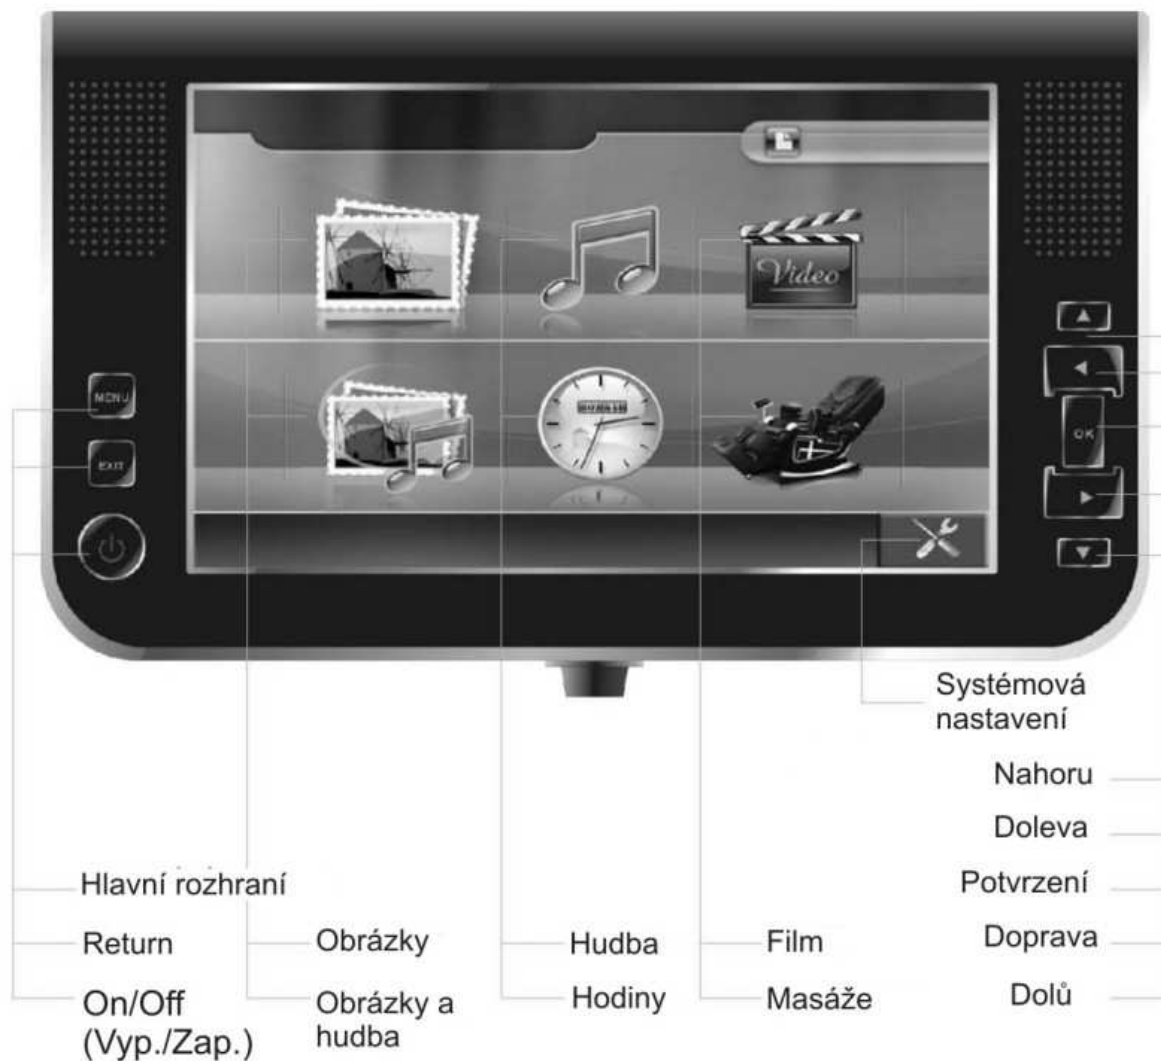 Video
MENU
EXIT
OK
Systémová
nastavení
Nahoru
Doleva
Potvrzení
Doprava
Dolů
Hlavní rozhraní
Return
On/Off
(Vyp./Zap.)
Obrázky
Obrázky a
hudba
Hudba
Hodiny
Film
Masáže